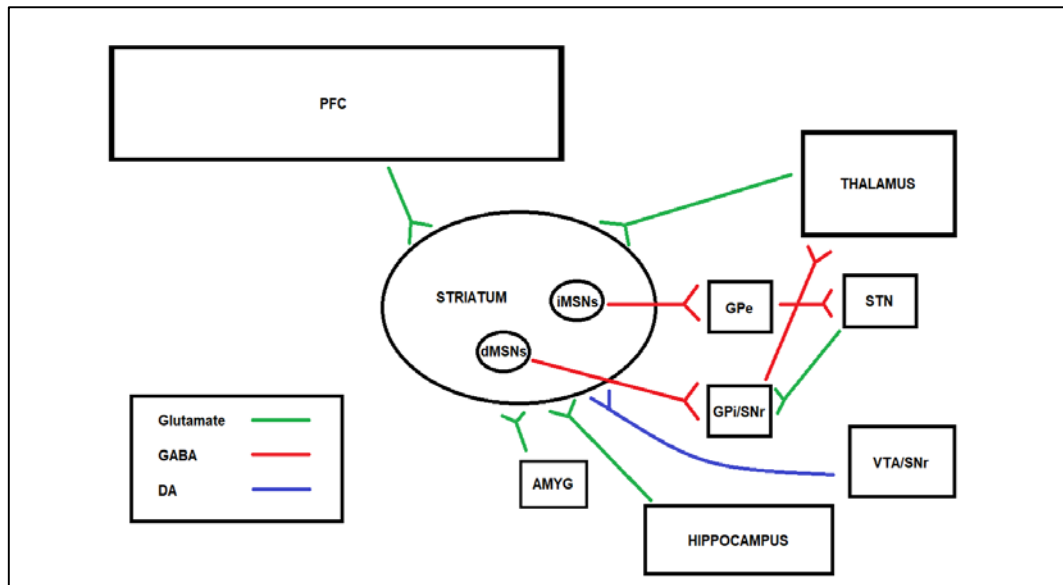 PFC
THALAMUS
STRIATUM
iMSNs
GPe
STN
dMSNs
GPi/SNr
Glutamate
GABA
DA
AMYG
VTA/SNr
HIPPOCAMPUS